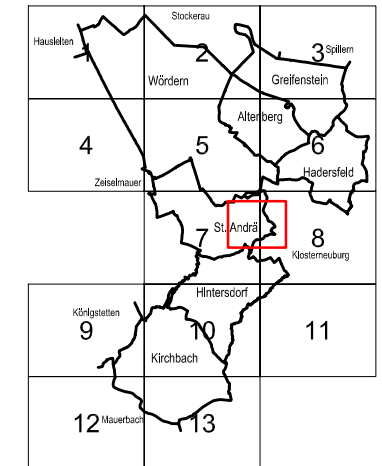 Stockerau
Hauslelten
1
2
3 Spillern
Wördern
Greifenstein
Altenberg
4
5
6
Hadersfeld
Zeiselmauer
St. Andrä
7
8
Klosterneuburg
HIntersdorf
KönIgstetten
9
10
11
Kirchbach
12 Mauerbach 13